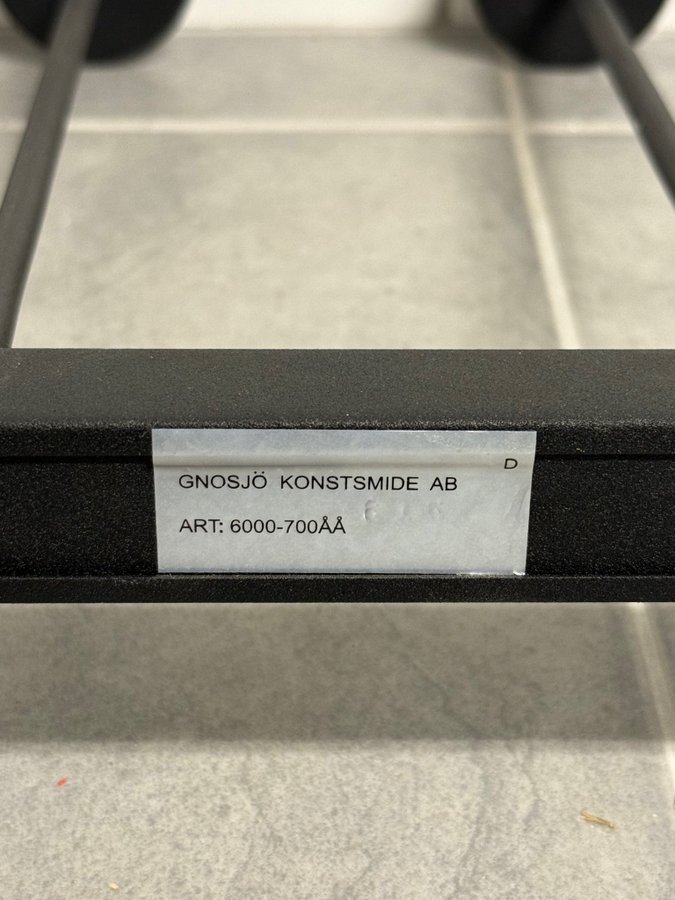 D
GNOSJÖ KONSTSMIDE AB
ART: 6000-700ÅÅ